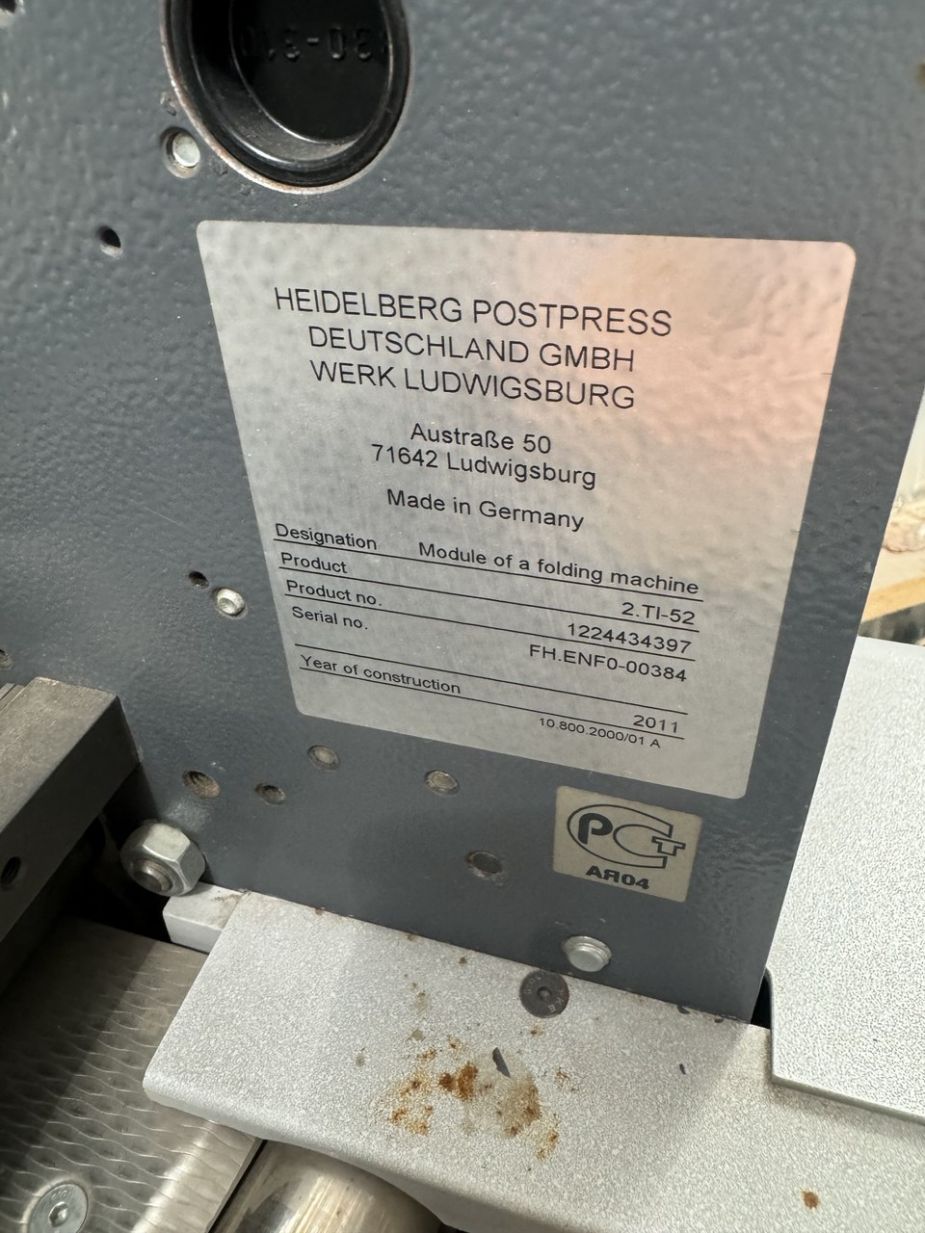 HEIDELBERG POSTPRESS
DEUTSCHLAND GMBH
WERK LUDWIGSBURG
Austraße 50
71642 Ludwigsburg
Made in Germany
Designation Module of a folding machine
Product 2.TI-52
Product no. 1224434397
Serial no. FH.ENF0-00384
Year of construction 2011
10.800.2000/01 A
РСТ
АЯ04